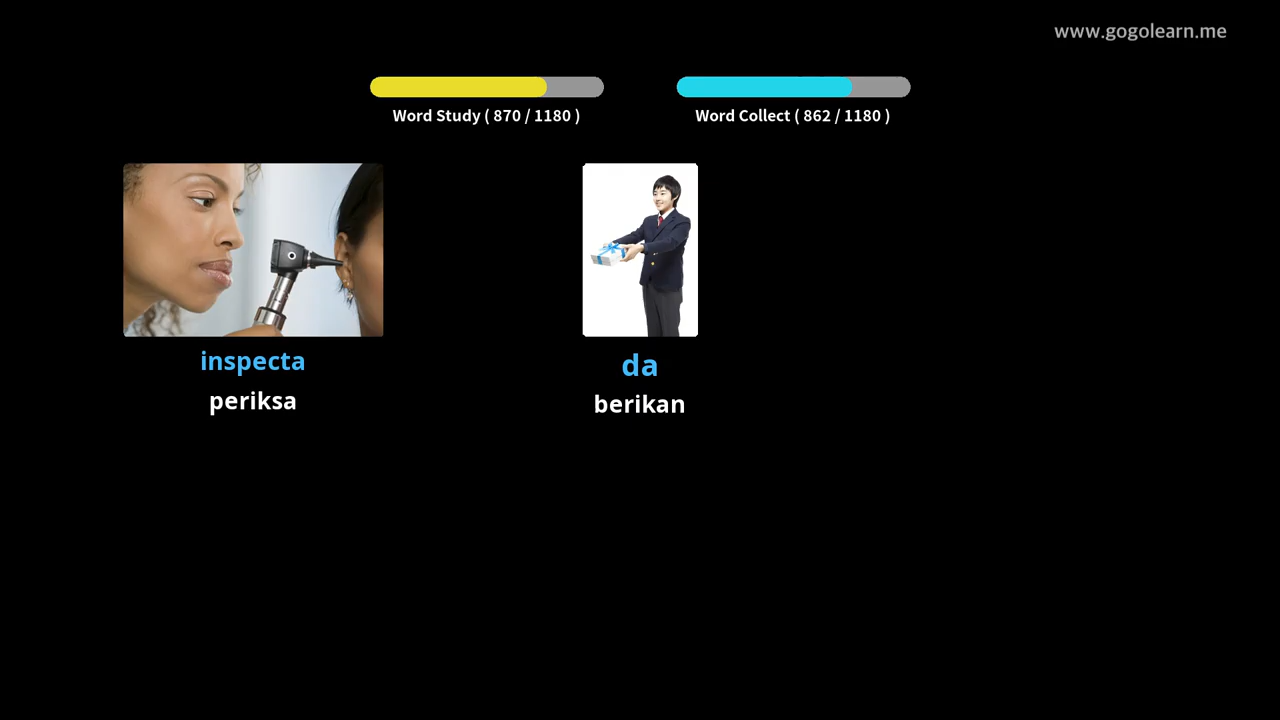 www.gogolearn.me
Word Study ( 870 / 1180 )
Word Collect ( 862 / 1180 )
inspecta
periksa
da
berikan